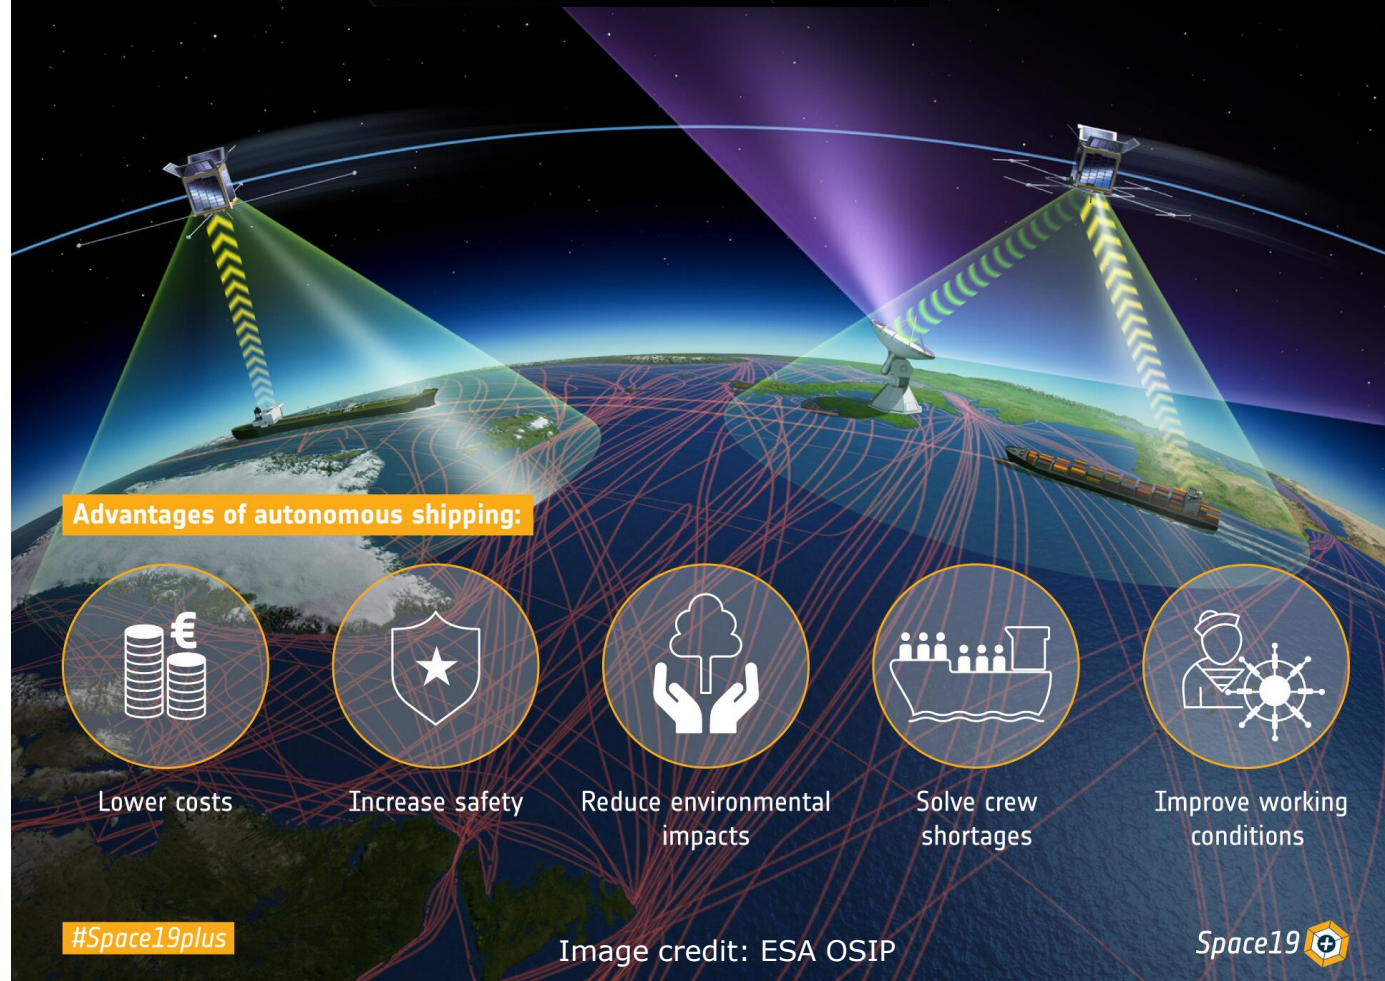 Advantages of autonomous shipping:
€
Lower costs
Increase safety
Reduce environmental
impacts
Solve crew
shortages
Improve working
conditions
#Space19plus
Image credit: ESA OSIP
Space19+